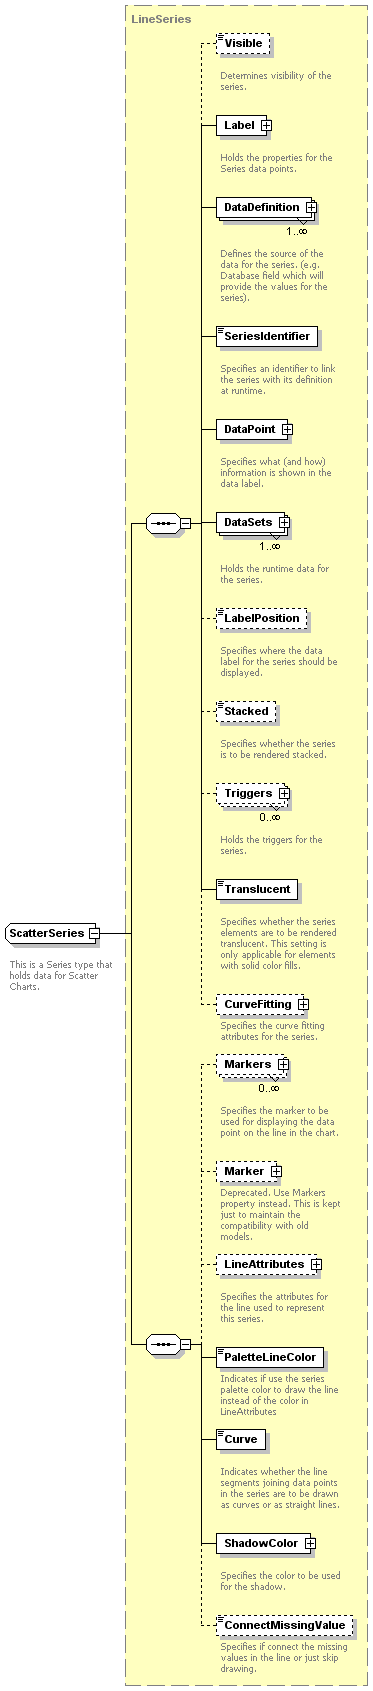 LineSeries
Visible
Determines visibility of the
series.
Label
Holds the properties for the
Series data points.
DataDefinition
1..∞
Defines the source of the
data for the series. (e.g.
Database field which will
provide the values for the
series).
SeriesIdentifier
Specifies an identifier to link
the series with its definition
at runtime.
DataPoint
Specifies what (and how)
information is shown in the
data label.
DataSets
1..∞
Holds the runtime data for
the series.
LabelPosition
Specifies where the data
label for the series should be
displayed.
Stacked
Specifies whether the series
is to be rendered stacked.
Triggers
0..∞
Holds the triggers for the
series.
Translucent
Specifies whether the series
elements are to be rendered
translucent. This setting is
only applicable for elements
with solid color fills.
ScatterSeries
This is a Series type that
holds data for Scatter
Charts.
CurveFitting
Specifies the curve fitting
attributes for the series.
Markers
0..∞
Specifies the marker to be
used for displaying the data
point on the line in the chart.
Marker
Deprecated. Use Markers
property instead. This is kept
just to maintain the
compatibility with old
models.
LineAttributes
Specifies the attributes for
the line used to represent
this series.
PaletteLineColor
Indicates if use the series
palette color to draw the line
instead of the color in
LineAttributes
Curve
Indicates whether the line
segments joining data points
in the series are to be drawn
as curves or as straight lines.
ShadowColor
Specifies the color to be used
for the shadow.
ConnectMissingValue
Specifies if connect the missing
values in the line or just skip
drawing.